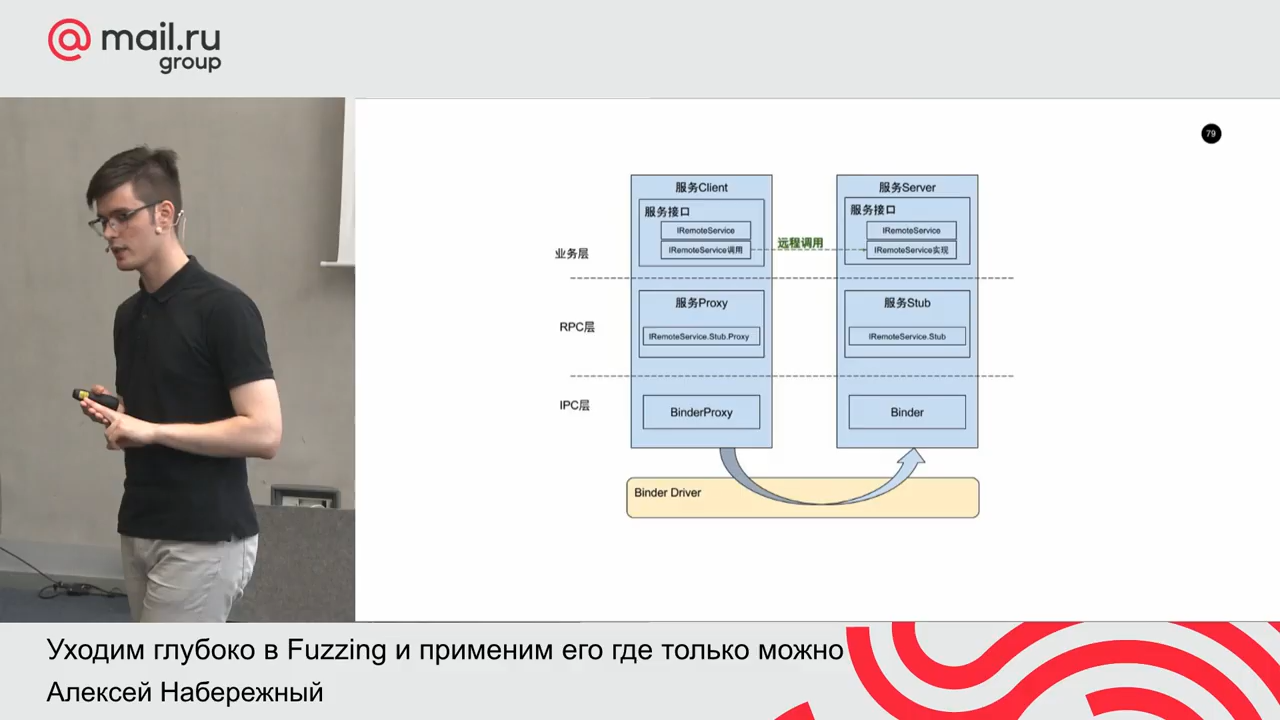 @ mail.ru
group
79
服务Client
服务接口
IRemoteService
IRemoteService调用
远程调用
服务Server
服务接口
IRemoteService
IRemoteService实现
业务层
服务Proxy
IRemoteService.Stub.Proxy
服务Stub
IRemoteService.Stub
RPC层
IPC层
BinderProxy
Binder
Binder Driver
Уходим глубоко в Fuzzing и применим его где только можно
Алексей Набережный